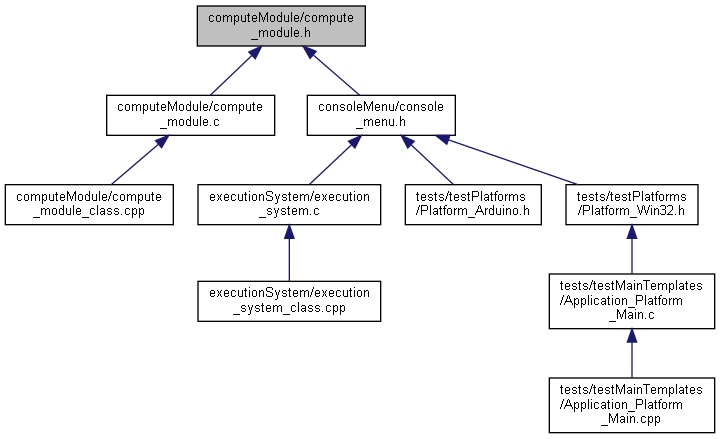 computeModule/compute
_module.h
computeModule/compute
_module.c
consoleMenu/console
_menu.h
computeModule/compute
_module_class.cpp
executionSystem/execution
_system.c
tests/testPlatforms
/Platform_Arduino.h
tests/testPlatforms
/Platform_Win32.h
executionSystem/execution
_system_class.cpp
tests/testMainTemplates
/Application_Platform
_Main.c
tests/testMainTemplates
/Application_Platform
_Main.cpp